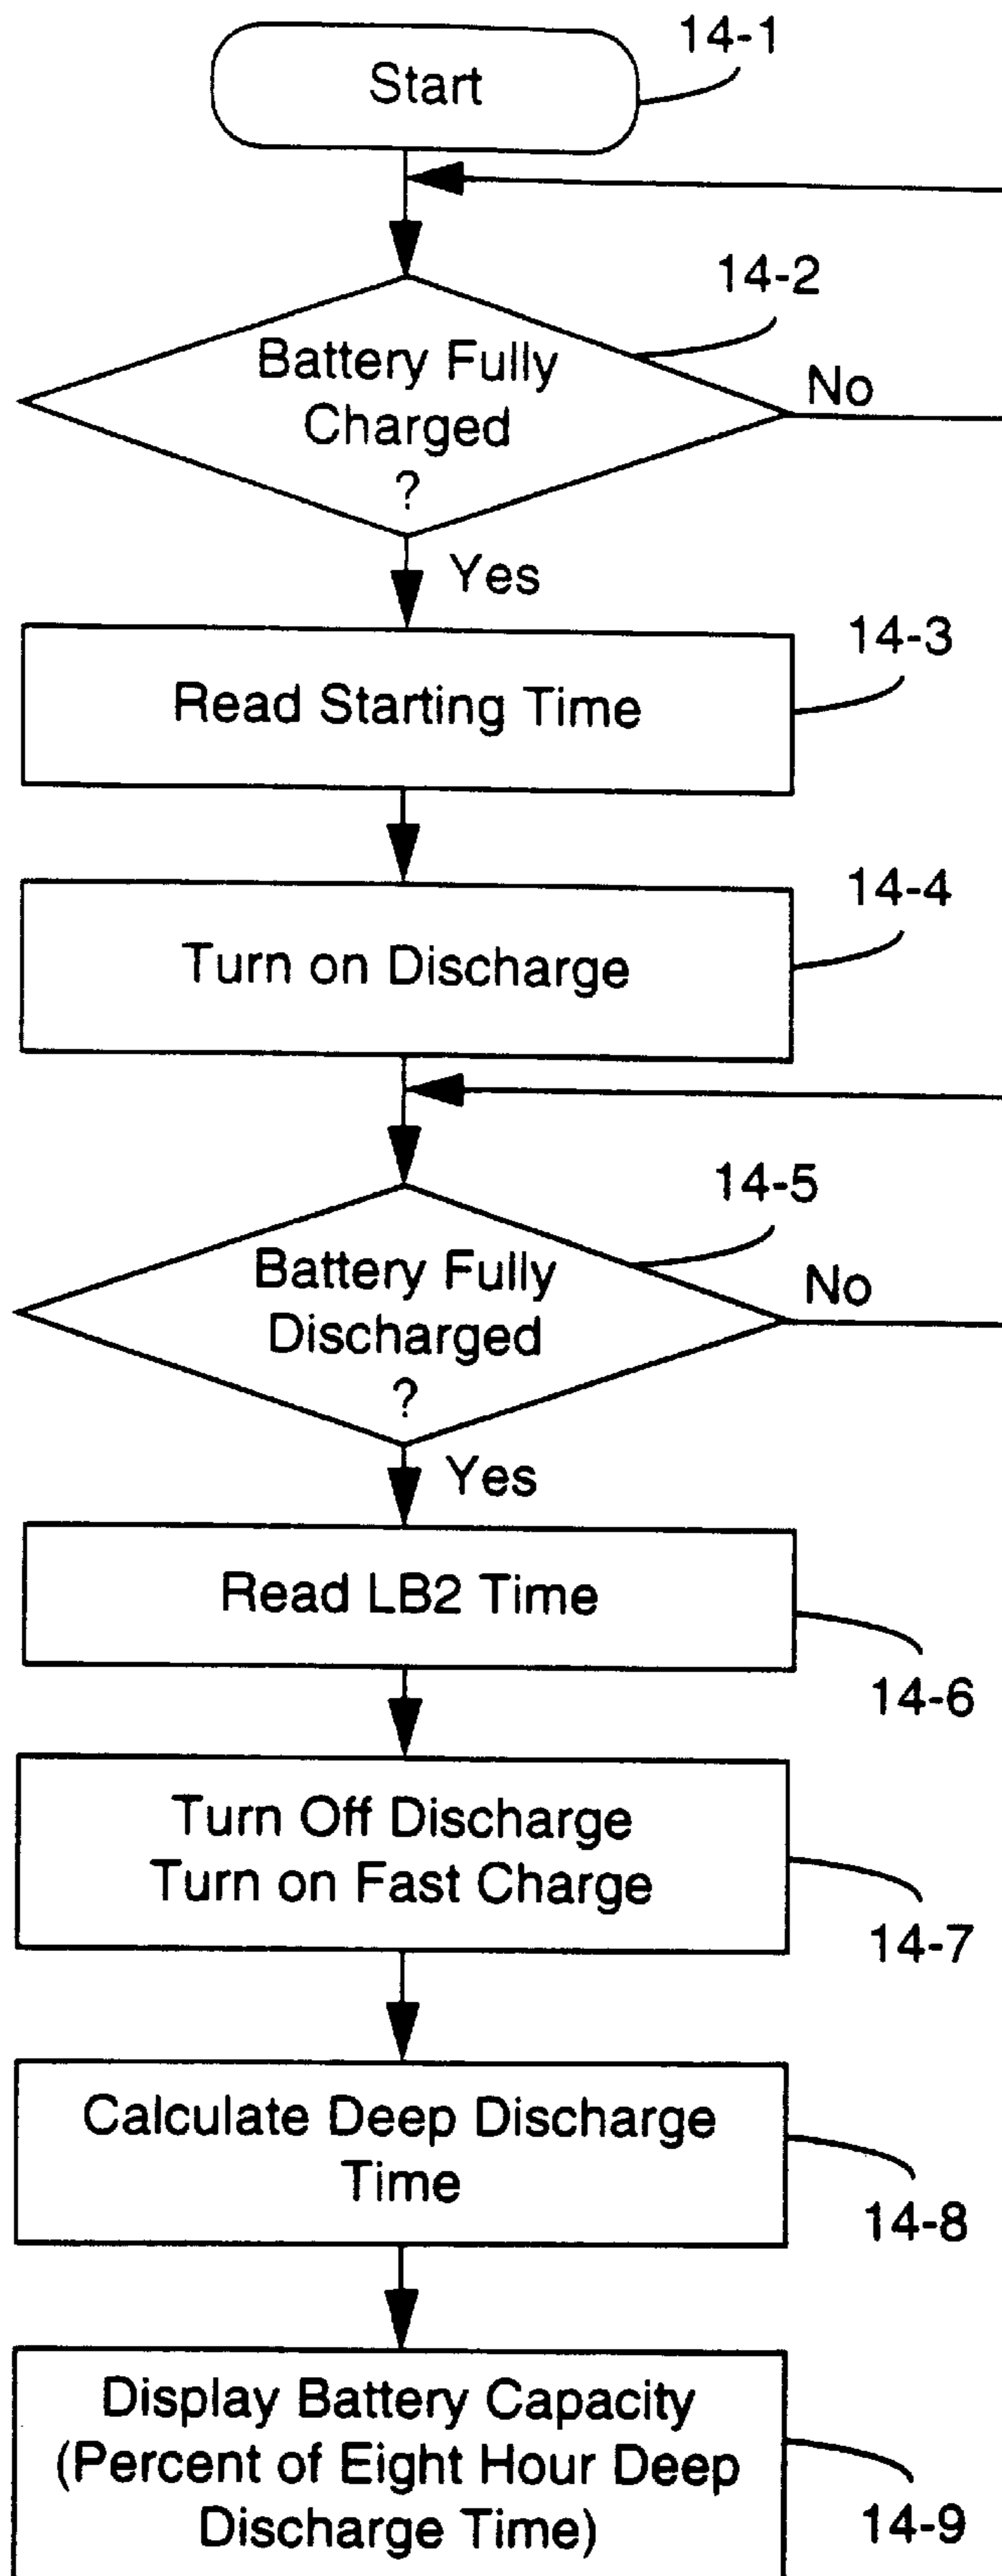 14-1
Start
14-2
Battery Fully
Charged
?
No
Yes
14-3
Read Starting Time
14-4
Turn on Discharge
14-5
Battery Fully
Discharged
?
No
Yes
Read LB2 Time
14-6
Turn Off Discharge
Turn on Fast Charge
14-7
Calculate Deep Discharge
Time
14-8
Display Battery Capacity
(Percent of Eight Hour Deep
Discharge Time)
14-9